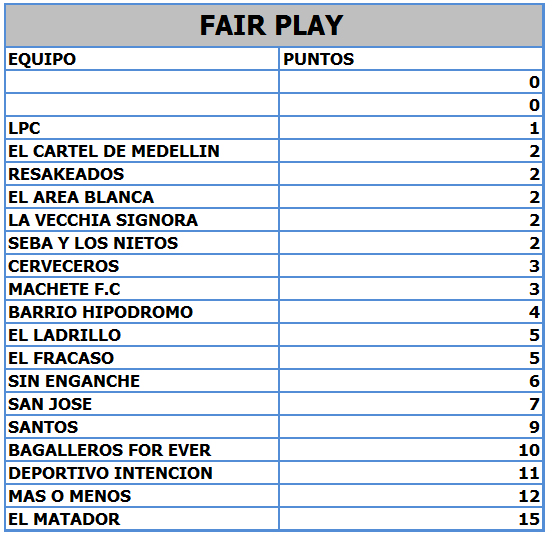 FAIR PLAY
EQUIPO PUNTOS
0
0
LPC 1
EL CARTEL DE MEDELLIN 2
RESAKEADOS 2
EL AREA BLANCA 2
LA VECCHIA SIGNORA 2
SEBA Y LOS NIETOS 2
CERVECEROS 3
MACHETE F.C 3
BARRIO HIPODROMO 4
EL LADRILLO 5
EL FRACASO 5
SIN ENGANCHE 6
SAN JOSE 7
SANTOS 9
BAGALLEROS FOR EVER 10
DEPORTIVO INTENCION 11
MAS O MENOS 12
EL MATADOR 15